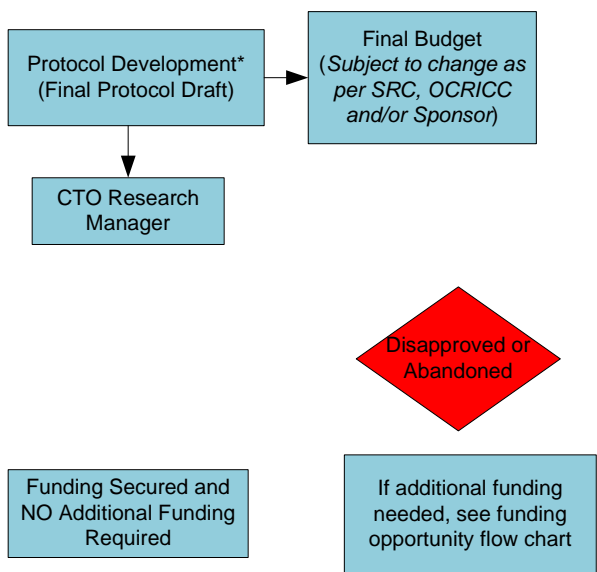 Protocol Development*
(Final Protocol Draft)
Final Budget
(Subject to change as
per SRC, OCRICC
and/or Sponsor)
CTO Research
Manager
Disapproved or
Abandoned
Funding Secured and
NO Additional Funding
Required
If additional funding
needed, see funding
opportunity flow chart